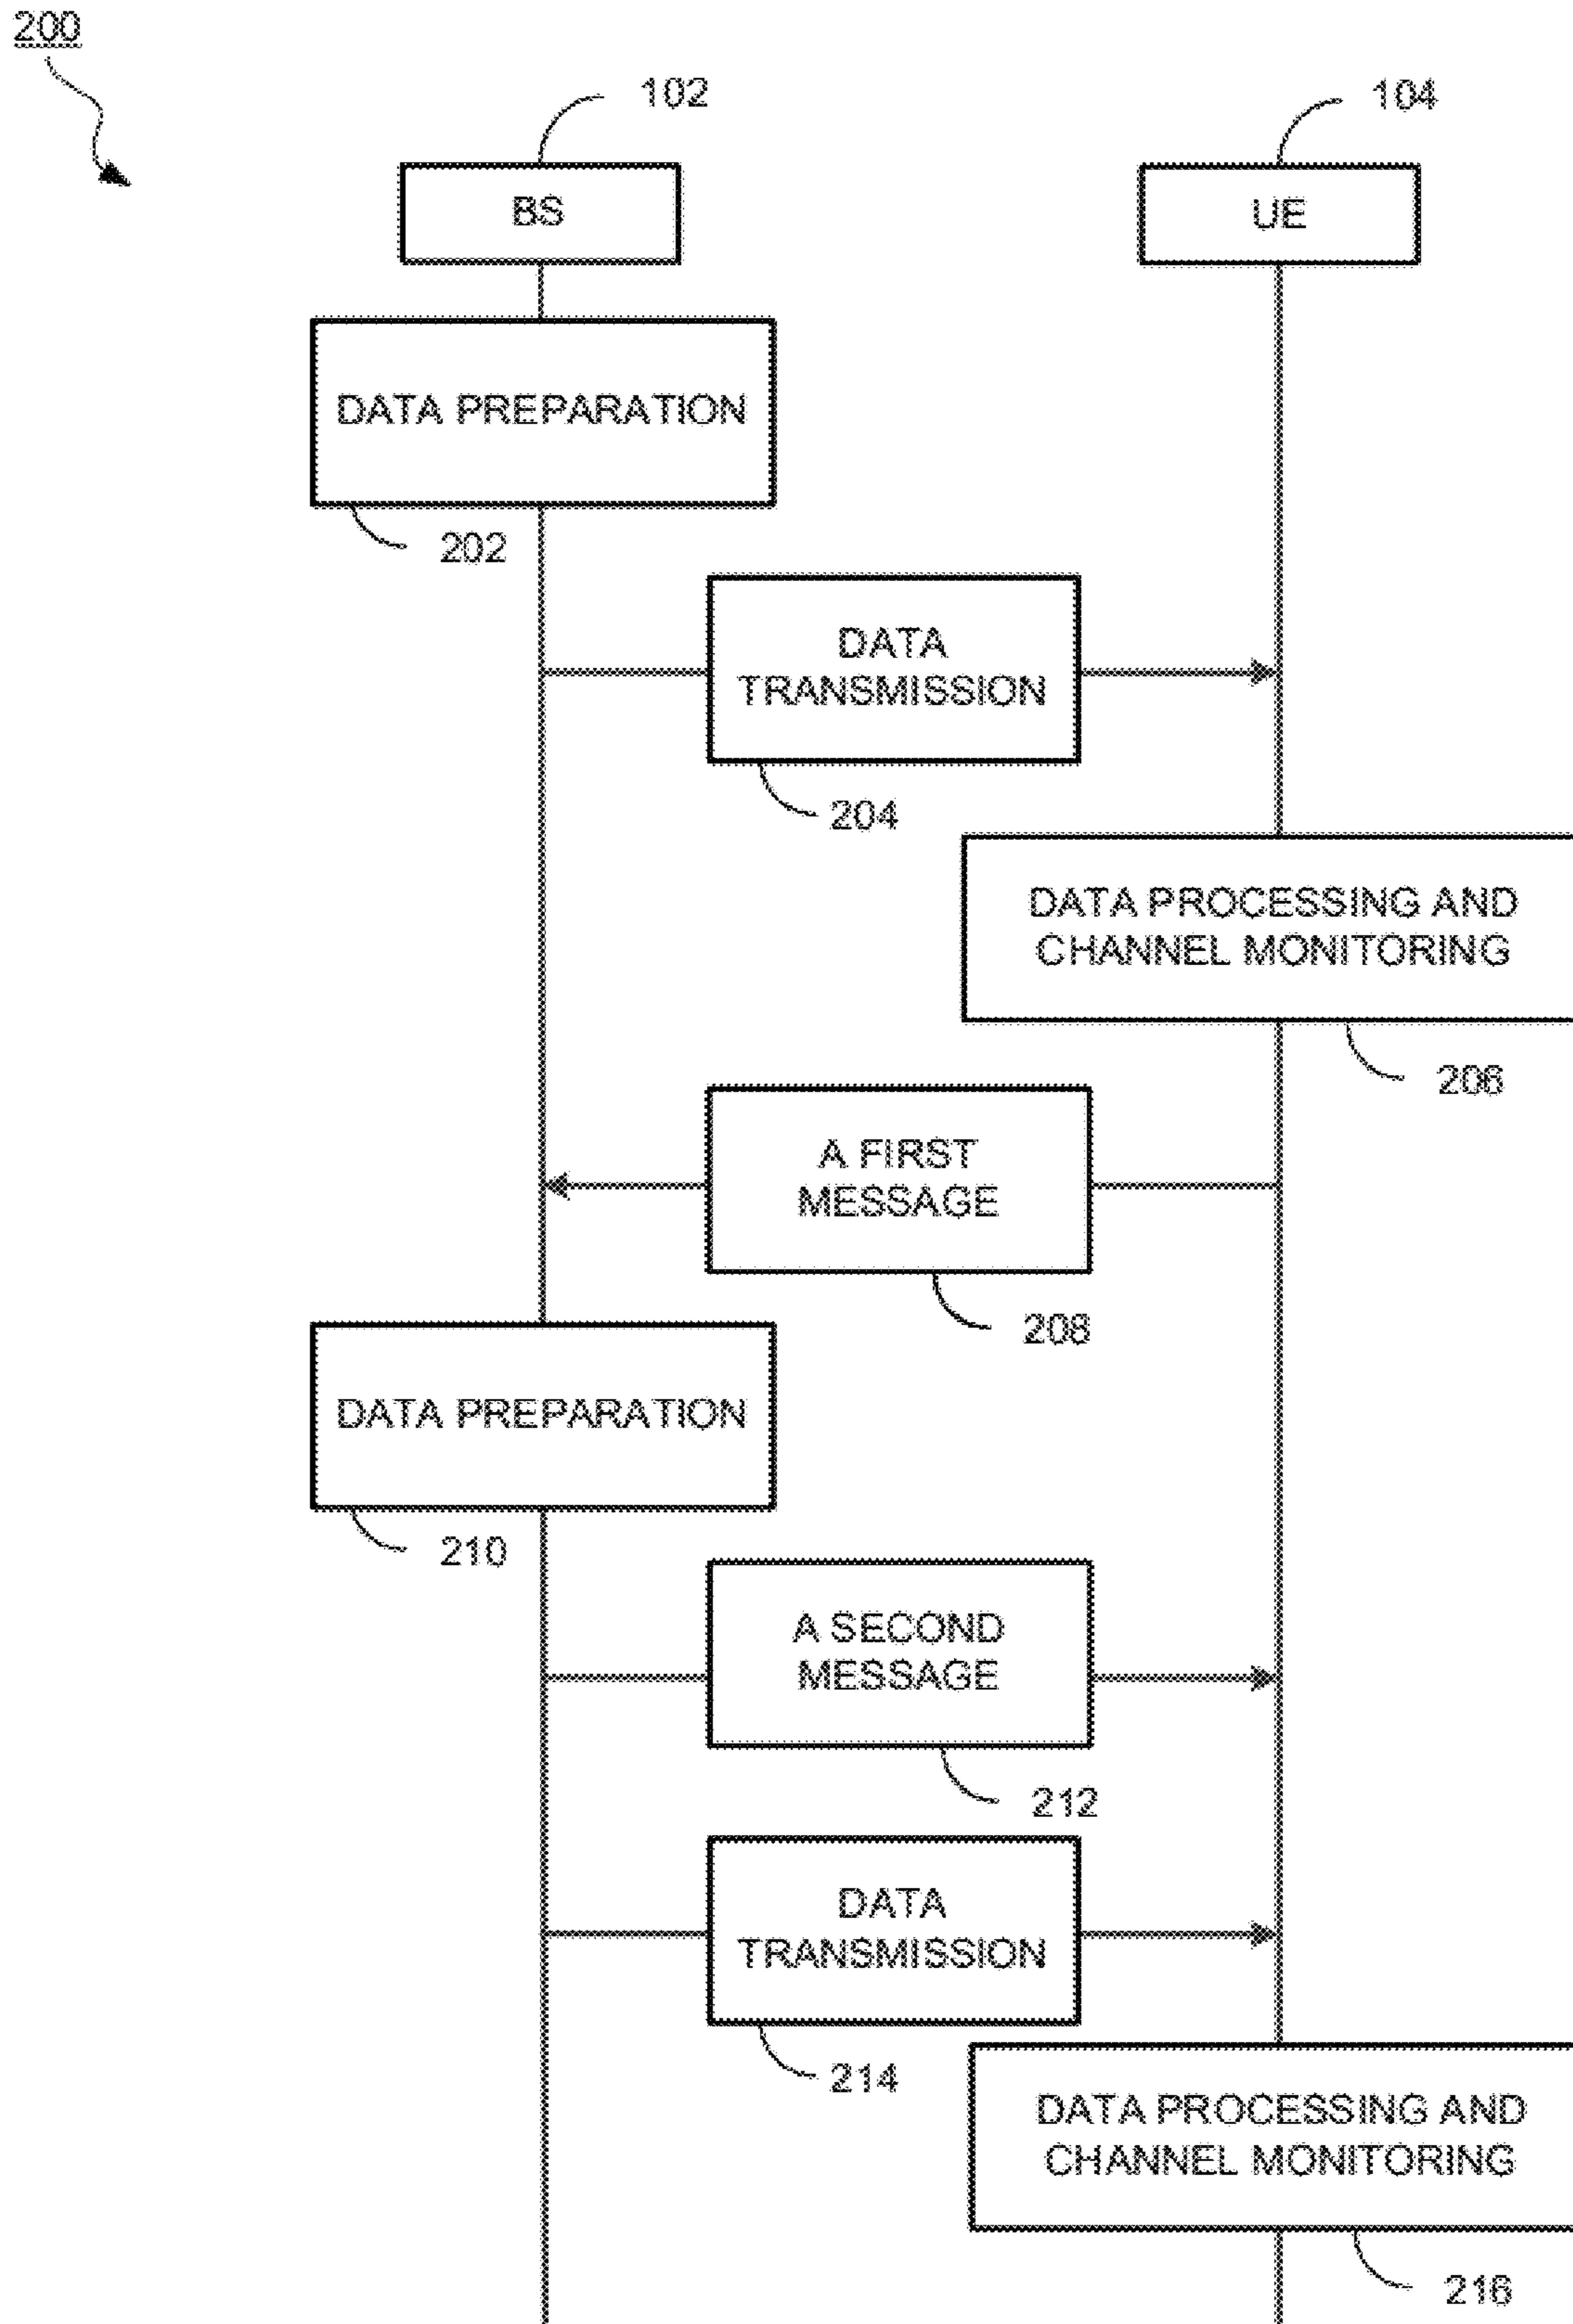 200
102
104
BS
UE
DATA PREPARATION
202
DATA
TRANSMISSION
204
DATA PROCESSING AND
CHANNEL MONITORING
206
A FIRST
MESSAGE
208
DATA PREPARATION
210
A SECOND
MESSAGE
212
DATA
TRANSMISSION
214
DATA PROCESSING AND
CHANNEL MONITORING
216